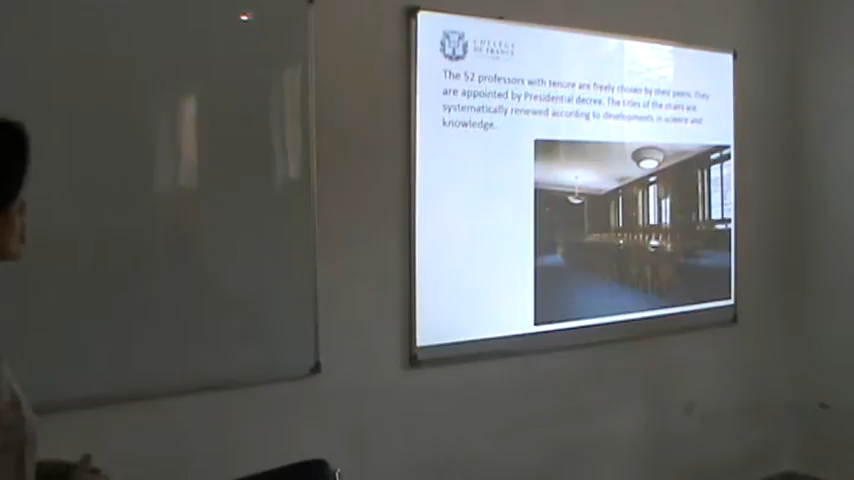 COLLEGE
DE FRANCE
The 52 professors with tenure are freely chosen by their peers. They
are appointed by Presidential decree. The titles of the chairs are
systematically renewed according to developments in science and
knowledge.